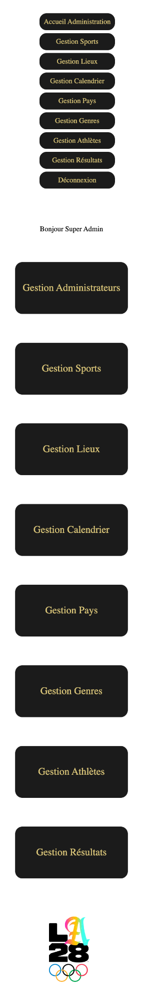 Accueil Administration
Gestion Sports
Gestion Lieux
Gestion Calendrier
Gestion Pays
Gestion Genres
Gestion Athlètes
Gestion Résultats
Déconnexion
Bonjour Super Admin
Gestion Administrateurs
Gestion Sports
Gestion Lieux
Gestion Calendrier
Gestion Pays
Gestion Genres
Gestion Athlètes
Gestion Résultats
LA
28